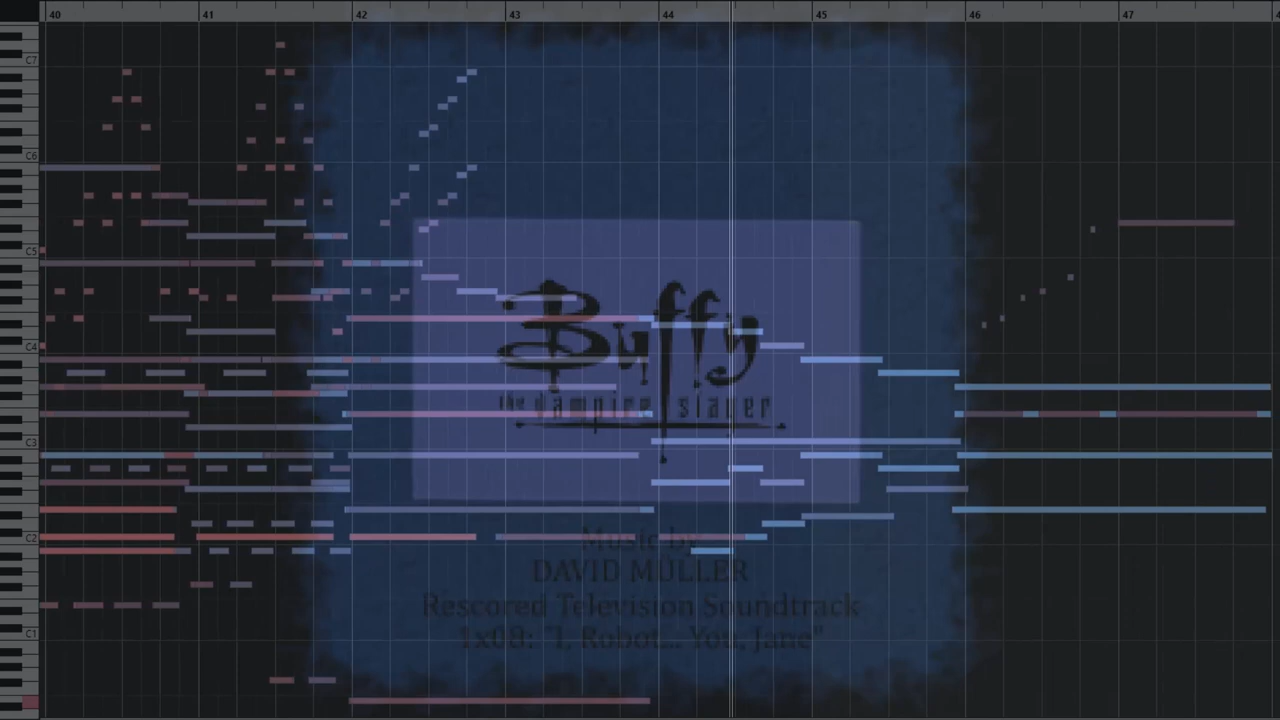 40 41 42 43 44 45 46 47
C7
C6
C5
C4
C3
C2
C1
Buffy
the vampire slayer
Music by
DAVID MÜLLER
Rescored Television Soundtrack
1x08: "I, Robot... You, Jane"